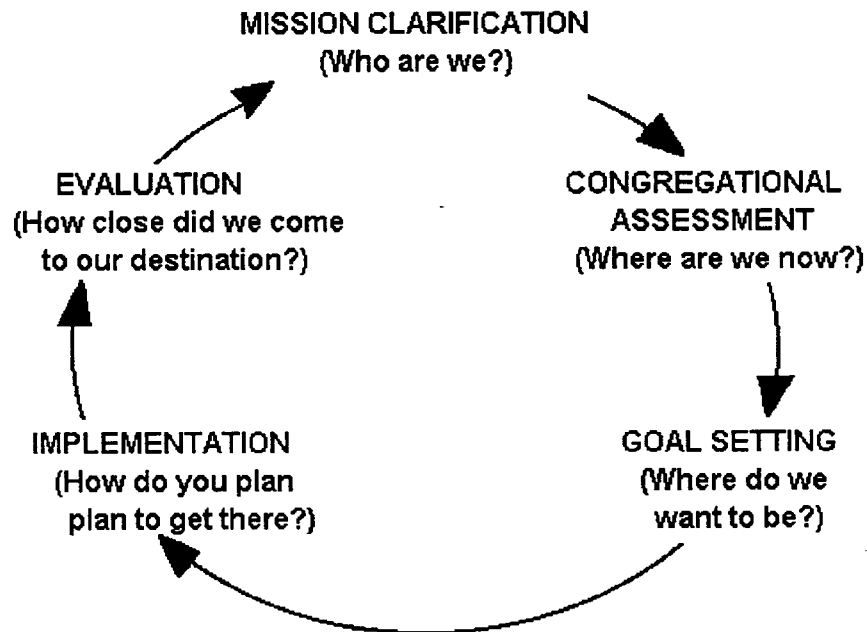 MISSION CLARIFICATION
(Who are we?)
CONGREGATIONAL
ASSESSMENT
(Where are we now?)
GOAL SETTING
(Where do we
want to be?)
IMPLEMENTATION
(How do you plan
plan to get there?)
EVALUATION
(How close did we come
to our destination?)